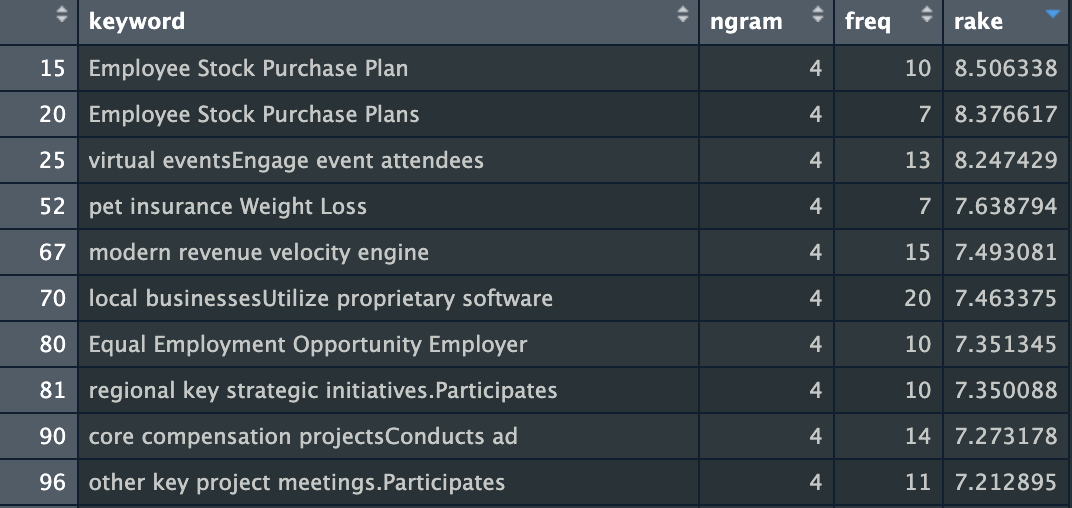 keyword ngram freq rake
15 Employee Stock Purchase Plan 4 10 8.506338
20 Employee Stock Purchase Plans 4 7 8.376617
25 virtual eventsEngage event attendees 4 13 8.247429
52 pet insurance Weight Loss 4 7 7.638794
67 modern revenue velocity engine 4 15 7.493081
70 local businessesUtilize proprietary software 4 20 7.463375
80 Equal Employment Opportunity Employer 4 10 7.351345
81 regional key strategic initiatives.Participates 4 10 7.350088
90 core compensation projectsConducts ad 4 14 7.273178
96 other key project meetings.Participates 4 11 7.212895